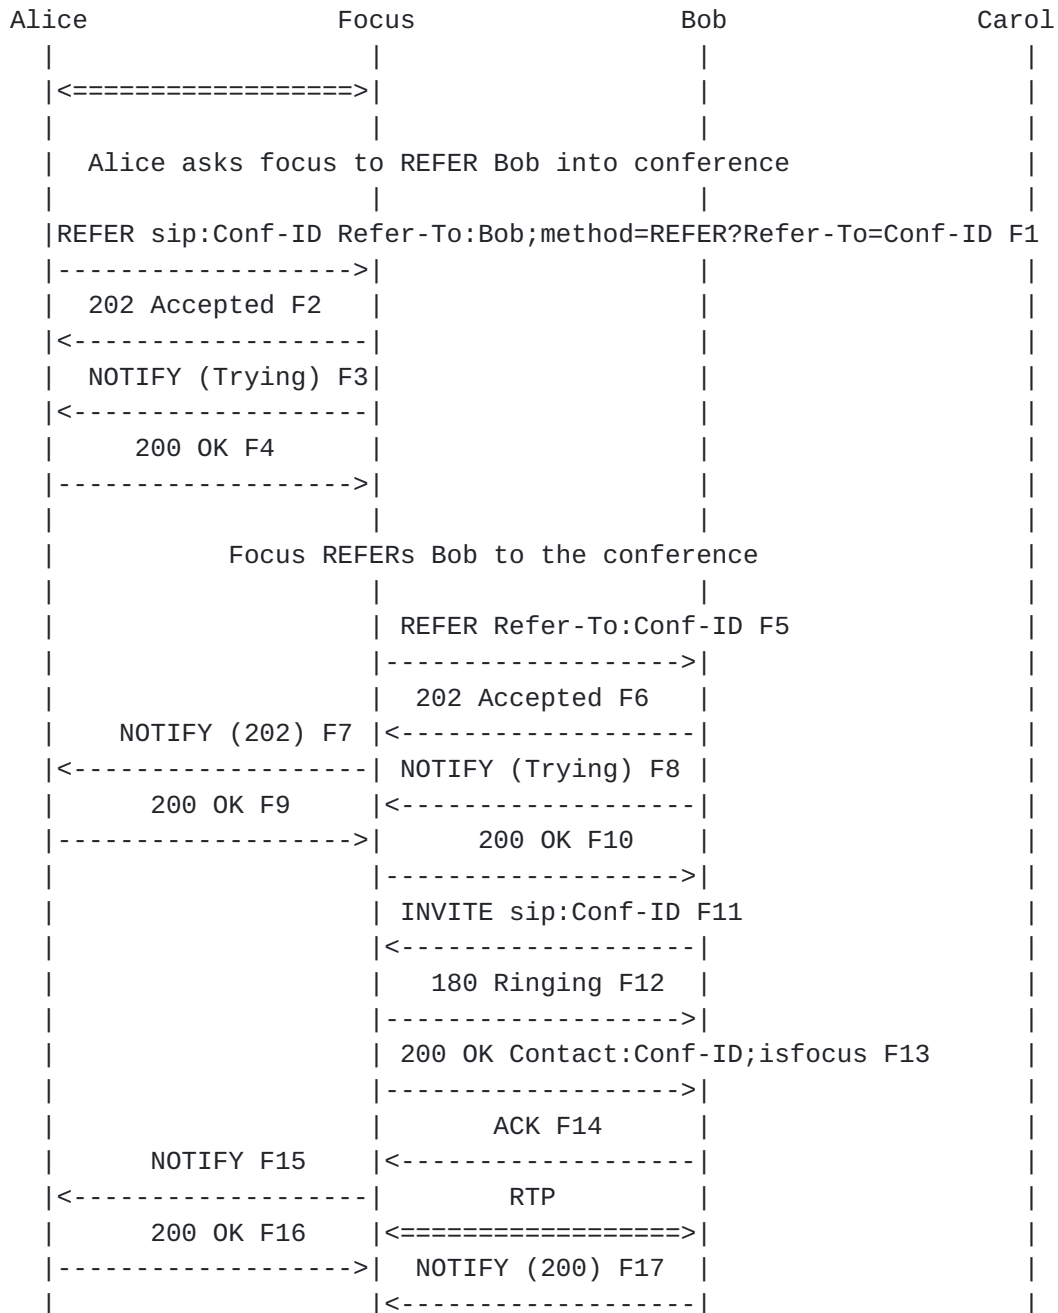 Alice Focus Bob Carol
| | | |
|<==================>| | |
| | | |
| Alice asks focus to REFER Bob into conference |
| | | |
|REFER sip:Conf-ID Refer-To:Bob;method=REFER?Refer-To=Conf-ID F1
|------------------->| | |
| 202 Accepted F2 | | |
|<-------------------| | |
| NOTIFY (Trying) F3| | |
|<-------------------| | |
| 200 OK F4 | | |
|------------------->| | |
| | | |
| Focus REFERs Bob to the conference |
| | | |
| | REFER Refer-To:Conf-ID F5 |
| |------------------->| |
| | 202 Accepted F6 | |
| NOTIFY (202) F7 |<-------------------| |
|<-------------------| NOTIFY (Trying) F8 | |
| 200 OK F9 |<-------------------| |
|------------------->| 200 OK F10 | |
| |------------------->| |
| | INVITE sip:Conf-ID F11 |
| |<-------------------| |
| | 180 Ringing F12 | |
| |------------------->| |
| | 200 OK Contact:Conf-ID;isfocus F13 |
| |------------------->| |
| | ACK F14 | |
| NOTIFY F15 |<-------------------| |
|<-------------------| RTP | |
| 200 OK F16 |<==================>| |
|------------------->| NOTIFY (200) F17 | |
| |<-------------------| |